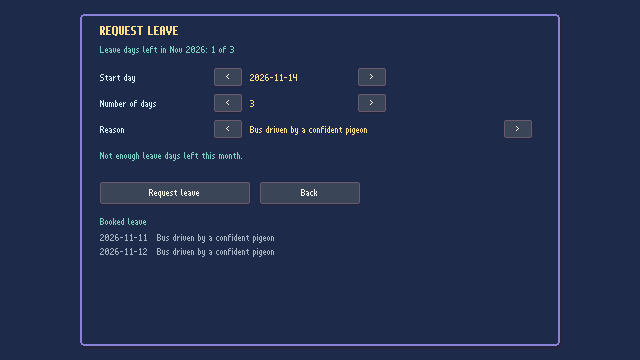 REQUEST LEAVE
Leave days left in Nov 2026: 1 of 3
Start day < 2026-11-14 >
Number of days < 3 >
Reason < Bus driven by a confident pigeon >
Not enough leave days left this month.
Request leave Back
Booked leave
2026-11-11 Bus driven by a confident pigeon
2026-11-12 Bus driven by a confident pigeon